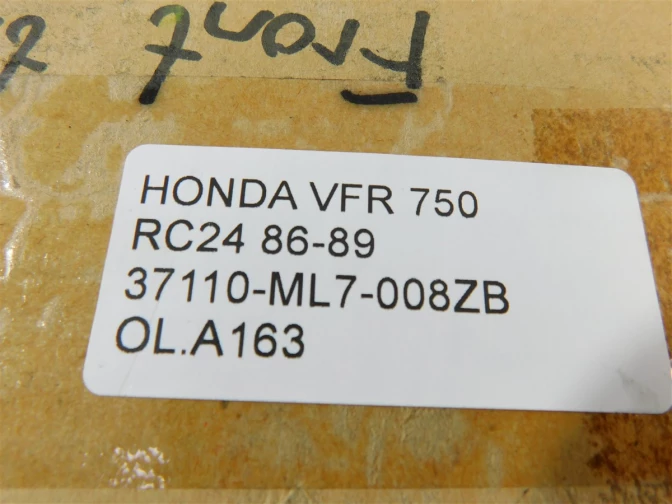 Front
HONDA VFR 750
RC24 86-89
37110-ML7-008ZB
OL.A163